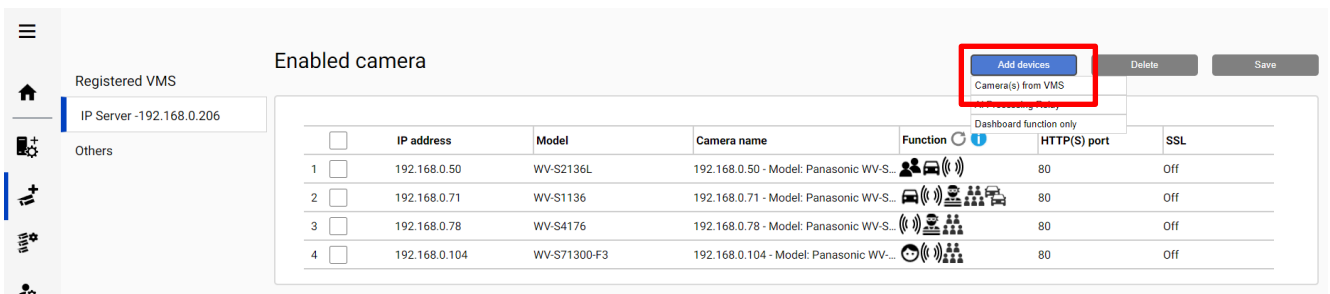 Enabled camera
Add devices Delete Save
Registered VMS
Camera(s) from VMS
AI Processing Relay
IP Server -192.168.0.206
Dashboard function only
IP address Model Camera name Function HTTP(S) port SSL
Others
1 192.168.0.50 WV-S2136L 192.168.0.50 - Model: Panasonic WV-S... 80 Off
2 192.168.0.71 WV-S1136 192.168.0.71 - Model: Panasonic WV-S... 80 Off
3 192.168.0.78 WV-S4176 192.168.0.78 - Model: Panasonic WV-S... 80 Off
4 192.168.0.104 WV-S71300-F3 192.168.0.104 - Model: Panasonic WV-... 80 Off